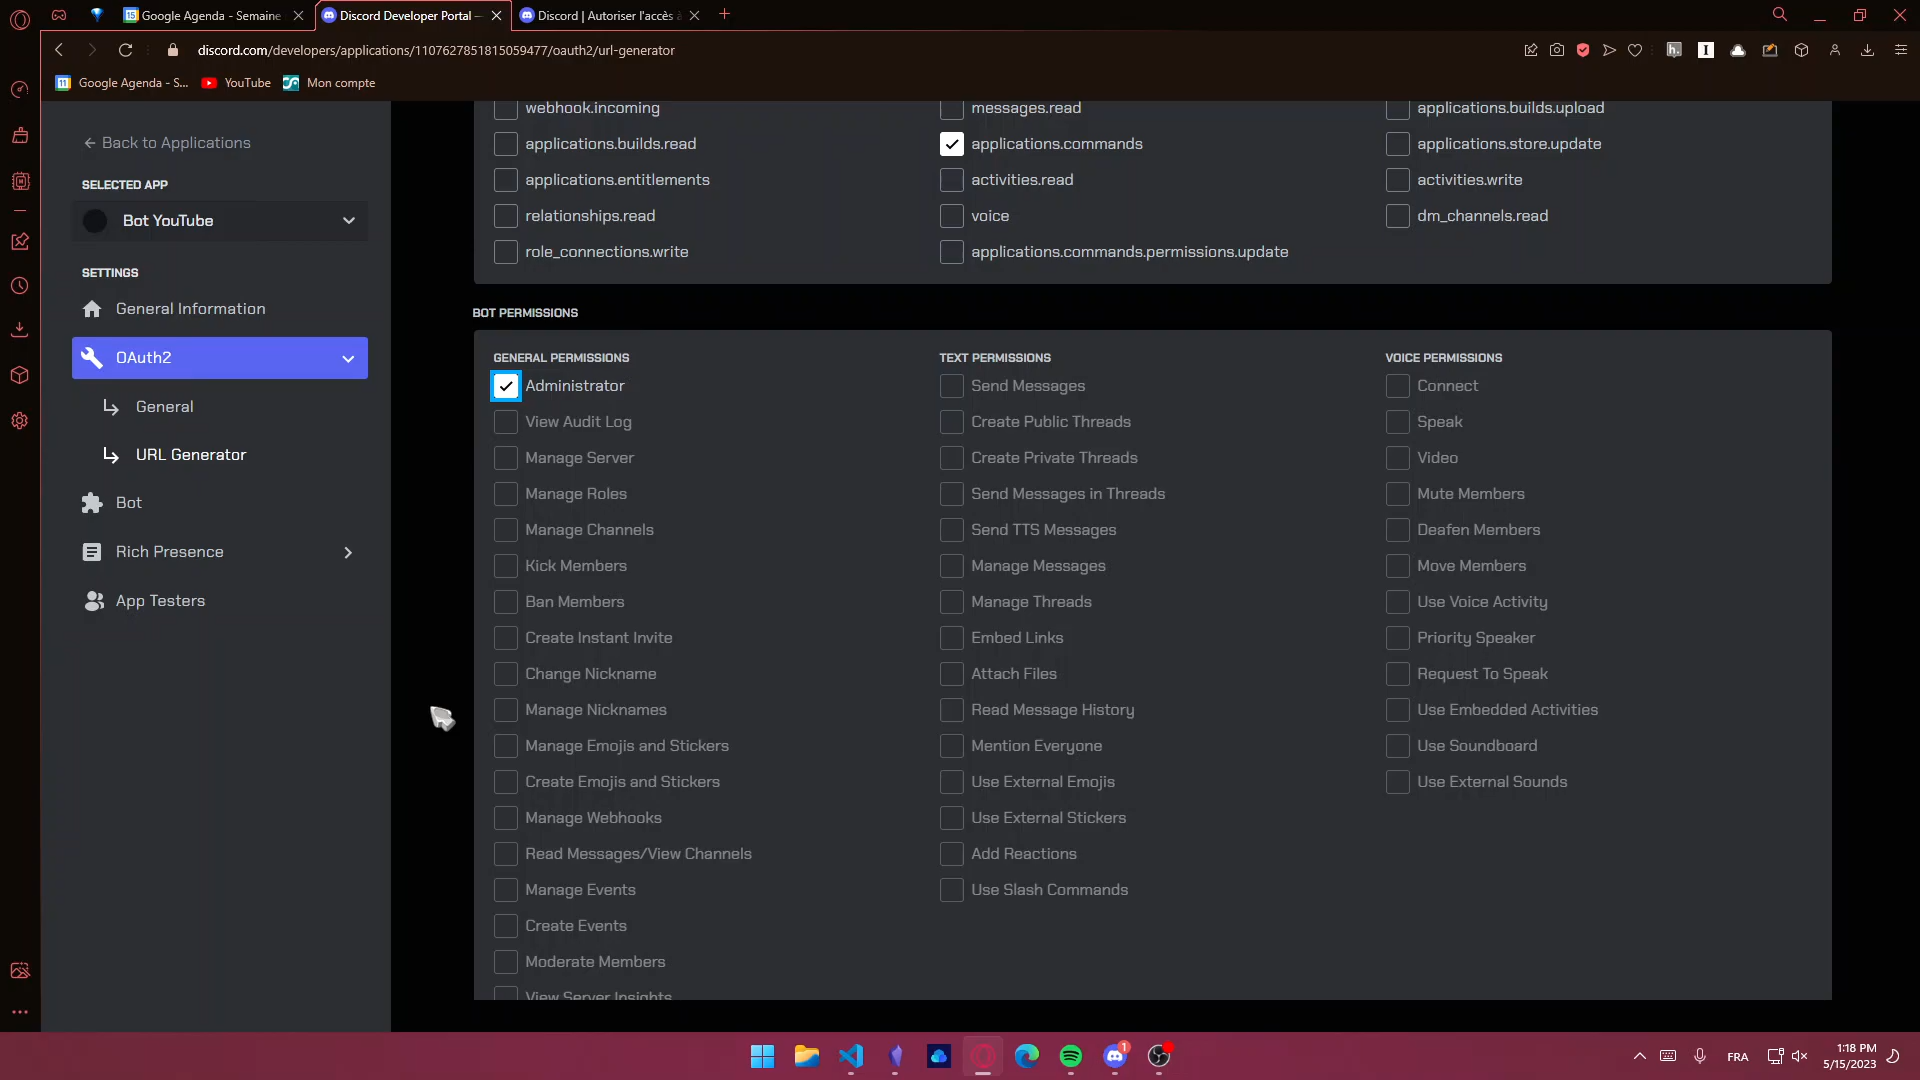 Google Agenda - Semaine
Discord Developer Portal —
Discord | Autoriser l'accès à
discord.com/developers/applications/1107627851815059477/oauth2/url-generator
Google Agenda - S...
YouTube
Mon compte
Back to Applications
SELECTED APP
Bot YouTube
SETTINGS
General Information
OAuth2
General
URL Generator
Bot
Rich Presence
App Testers
webhook.incoming
messages.read
applications.builds.upload
applications.builds.read
applications.commands
applications.store.update
applications.entitlements
activities.read
activities.write
relationships.read
voice
dm_channels.read
role_connections.write
applications.commands.permissions.update
BOT PERMISSIONS
GENERAL PERMISSIONS
Administrator
View Audit Log
Manage Server
Manage Roles
Manage Channels
Kick Members
Ban Members
Create Instant Invite
Change Nickname
Manage Nicknames
Manage Emojis and Stickers
Create Emojis and Stickers
Manage Webhooks
Read Messages/View Channels
Manage Events
Create Events
Moderate Members
View Server Insights
TEXT PERMISSIONS
Send Messages
Create Public Threads
Create Private Threads
Send Messages in Threads
Send TTS Messages
Manage Messages
Manage Threads
Embed Links
Attach Files
Read Message History
Mention Everyone
Use External Emojis
Use External Stickers
Add Reactions
Use Slash Commands
VOICE PERMISSIONS
Connect
Speak
Video
Mute Members
Deafen Members
Move Members
Use Voice Activity
Priority Speaker
Request To Speak
Use Embedded Activities
Use Soundboard
Use External Sounds
1
FRA
1:18 PM
5/15/2023